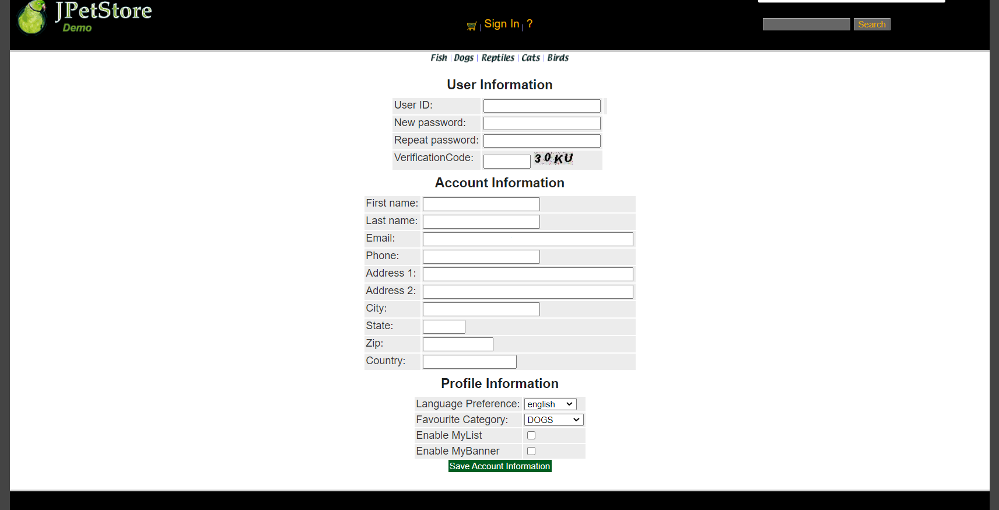 JPetStore
Demo
Sign In | ?
Search
Fish | Dogs | Reptiles | Cats | Birds
User Information
User ID:
New password:
Repeat password:
VerificationCode: 30KU
Account Information
First name:
Last name:
Email:
Phone:
Address 1:
Address 2:
City:
State:
Zip:
Country:
Profile Information
Language Preference: english
Favourite Category: DOGS
Enable MyList
Enable MyBanner
Save Account Information